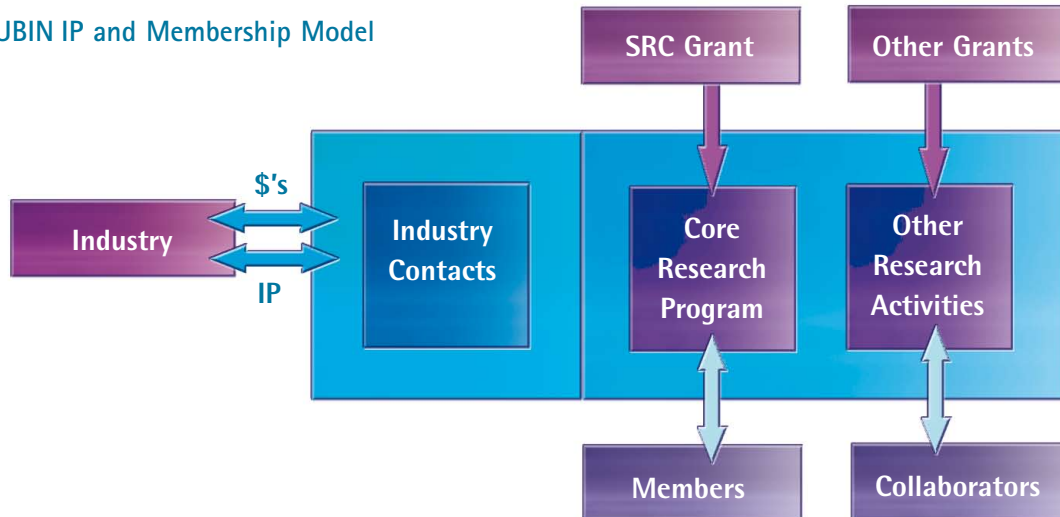 UBIN IP and Membership Model
SRC Grant
Other Grants
$'s
Industry
IP
Industry
Contacts
Core
Research
Program
Other
Research
Activities
Members
Collaborators